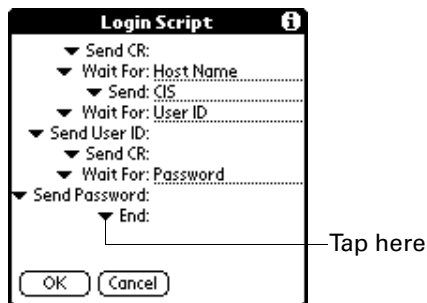 Login Script
Send CR:
Wait For: Host Name
Send: CIS
Wait For: User ID
Send User ID:
Send CR:
Wait For: Password
Send Password:
End:
Tap here
OK Cancel